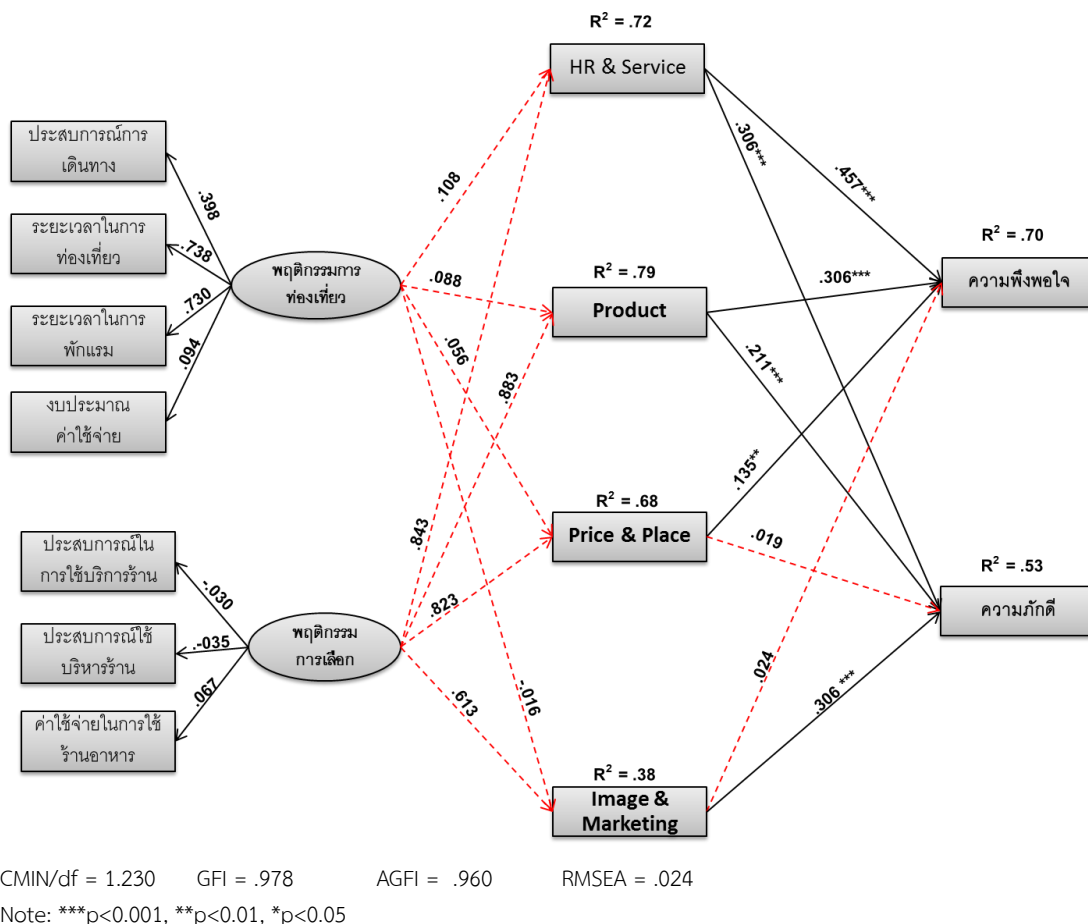 R² = .72
HR & Service
ประสบการณ์การ
เดินทาง
ระยะเวลาในการ
ท่องเที่ยว
ระยะเวลาในการ
พักแรม
งบประมาณ
ค่าใช้จ่าย
.398
.738
.730
.094
พฤติกรรมการ
ท่องเที่ยว
.108
.088
.056
-.016
R² = .79
Product
.306***
.457***
.306***
.211***
R² = .70
ความพึงพอใจ
.883
.843
.823
.613
R² = .68
Price & Place
.135**
.019
R² = .53
ความภักดี
ประสบการณ์ใน
การใช้บริการร้าน
ประสบการณ์ใช้
บริหารร้าน
ค่าใช้จ่ายในการใช้
ร้านอาหาร
-.030
.-035
.067
พฤติกรรม
การเลือก
R² = .38
Image &
Marketing
.024
.306 ***
CMIN/df = 1.230 GFI = .978 AGFI = .960 RMSEA = .024
Note: ***p<0.001, **p<0.01, *p<0.05